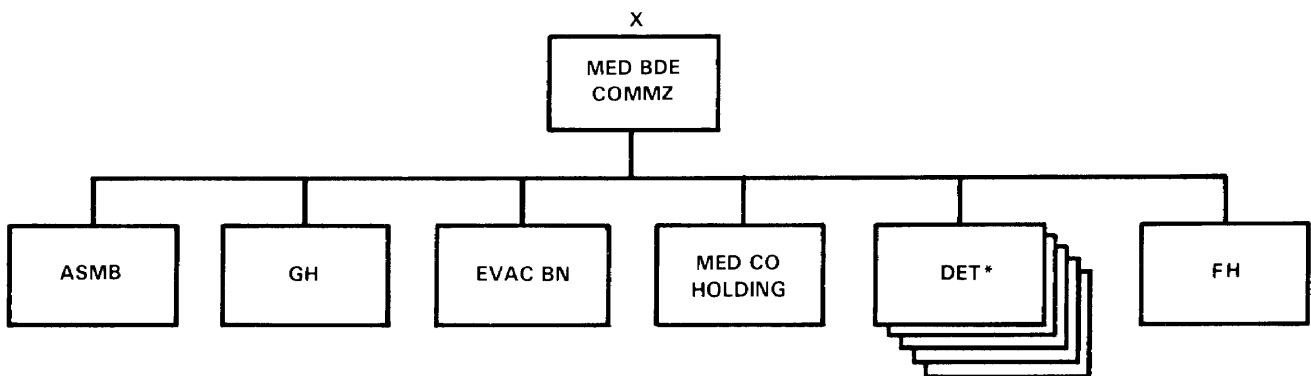 X
MED BDE
COMMZ
ASMB
GH
EVAC BN
MED CO
HOLDING
DET*
FH